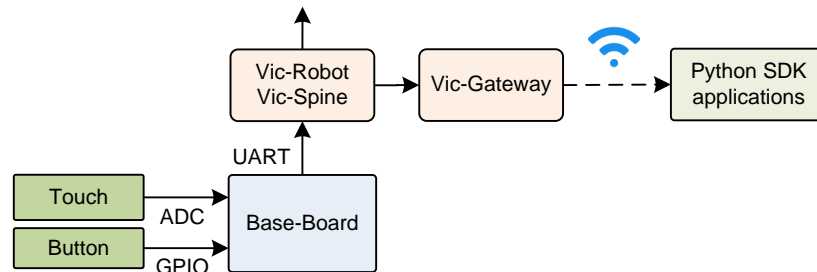 Vic-Robot
Vic-Spine
Vic-Gateway
Python SDK
applications
UART
Touch
ADC
Base-Board
Button
GPIO